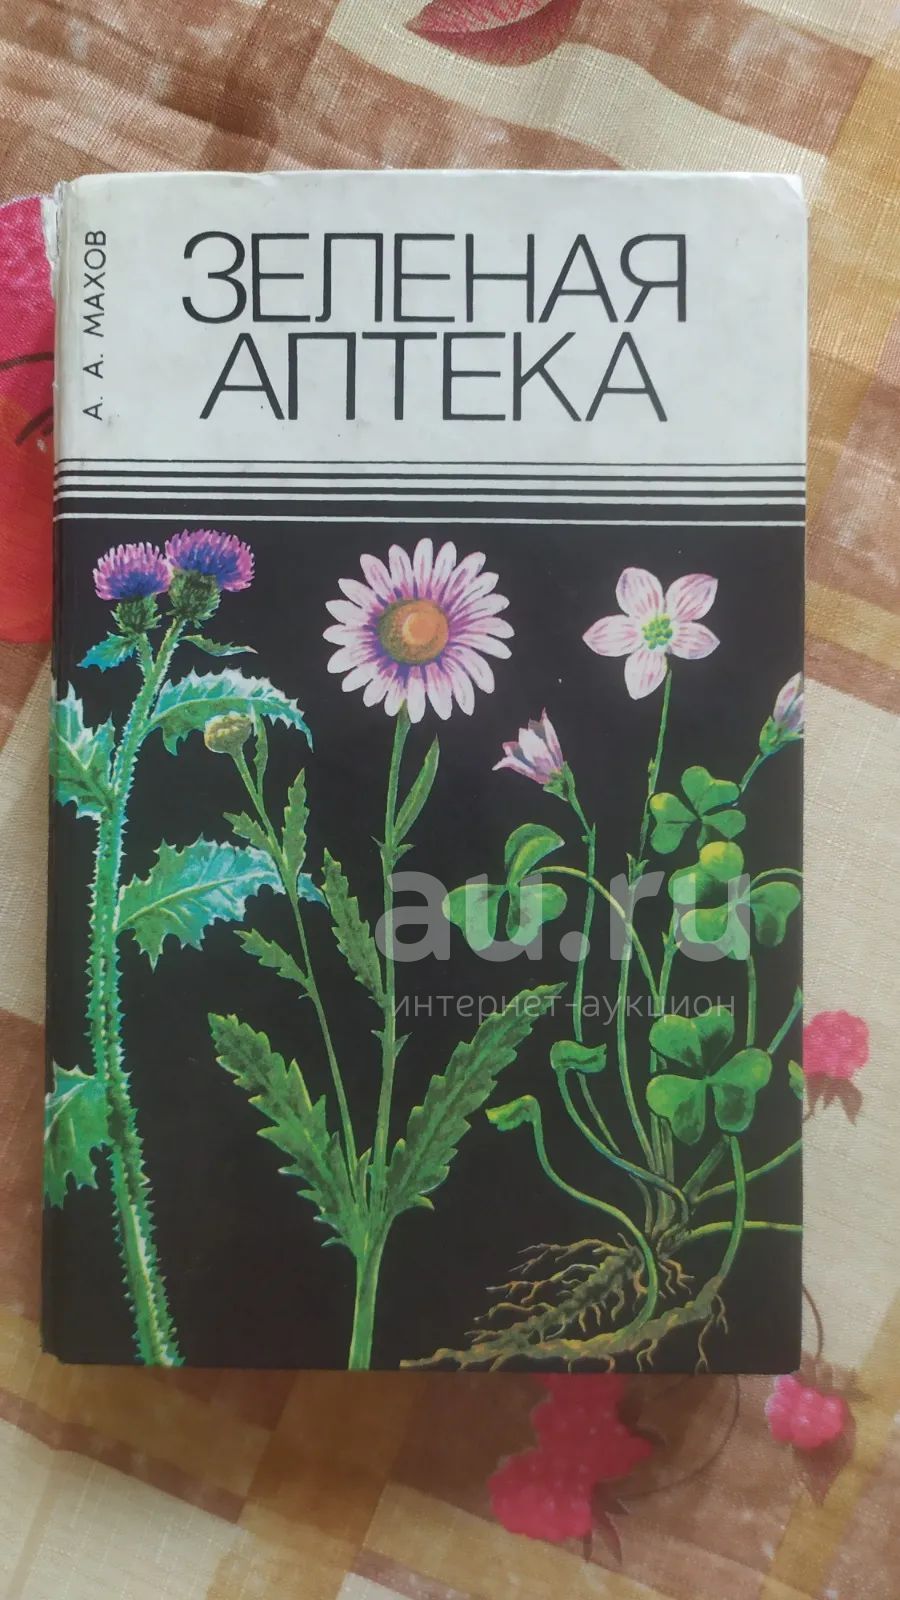 А. А. МАХОВ
ЗЕЛЕНАЯ
АПТЕКА
au.ru
интернет-аукцион